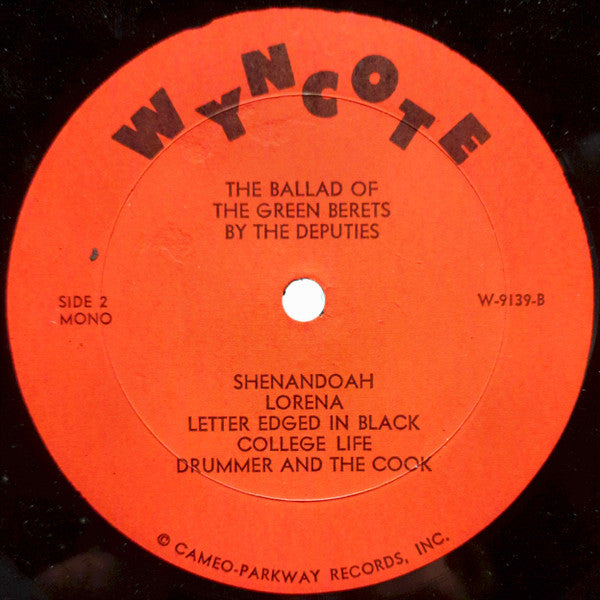 WYNCOTE
THE BALLAD OF
THE GREEN BERETS
BY THE DEPUTIES
SIDE 2
MONO
W-9139-B
SHENANDOAH
LORENA
LETTER EDGED IN BLACK
COLLEGE LIFE
DRUMMER AND THE COOK
© CAMEO-PARKWAY RECORDS, INC.